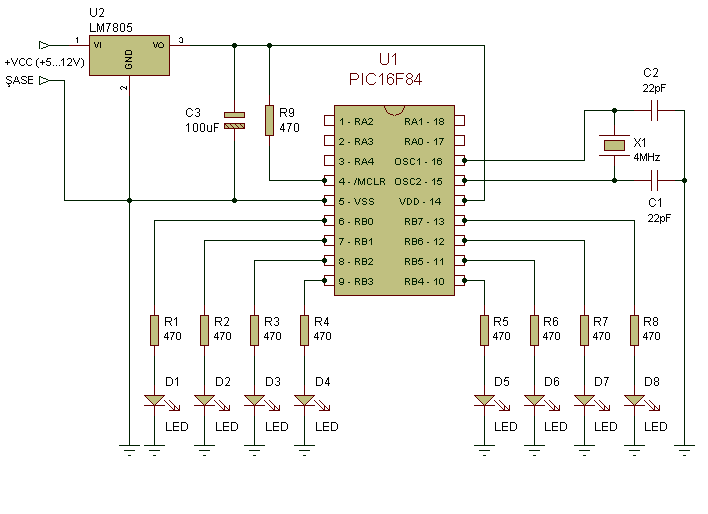 U2
LM7805
1
VI
VO
3
GND
2
+VCC (+5...12V)
ŞASE
C3
100uF
R9
470
U1
PIC16F84
1 - RA2
2 - RA3
3 - RA4
4 - /MCLR
5 - VSS
6 - RB0
7 - RB1
8 - RB2
9 - RB3
RA1 - 18
RA0 - 17
OSC1 - 16
OSC2 - 15
VDD - 14
RB7 - 13
RB6 - 12
RB5 - 11
RB4 - 10
C2
22pF
X1
4MHz
C1
22pF
R1
470
R2
470
R3
470
R4
470
R5
470
R6
470
R7
470
R8
470
D1
LED
D2
LED
D3
LED
D4
LED
D5
LED
D6
LED
D7
LED
D8
LED